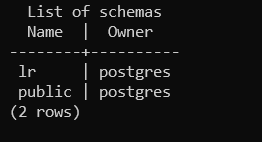 List of schemas
  Name  |  Owner
--------+----------
 lr     | postgres
 public | postgres
(2 rows)